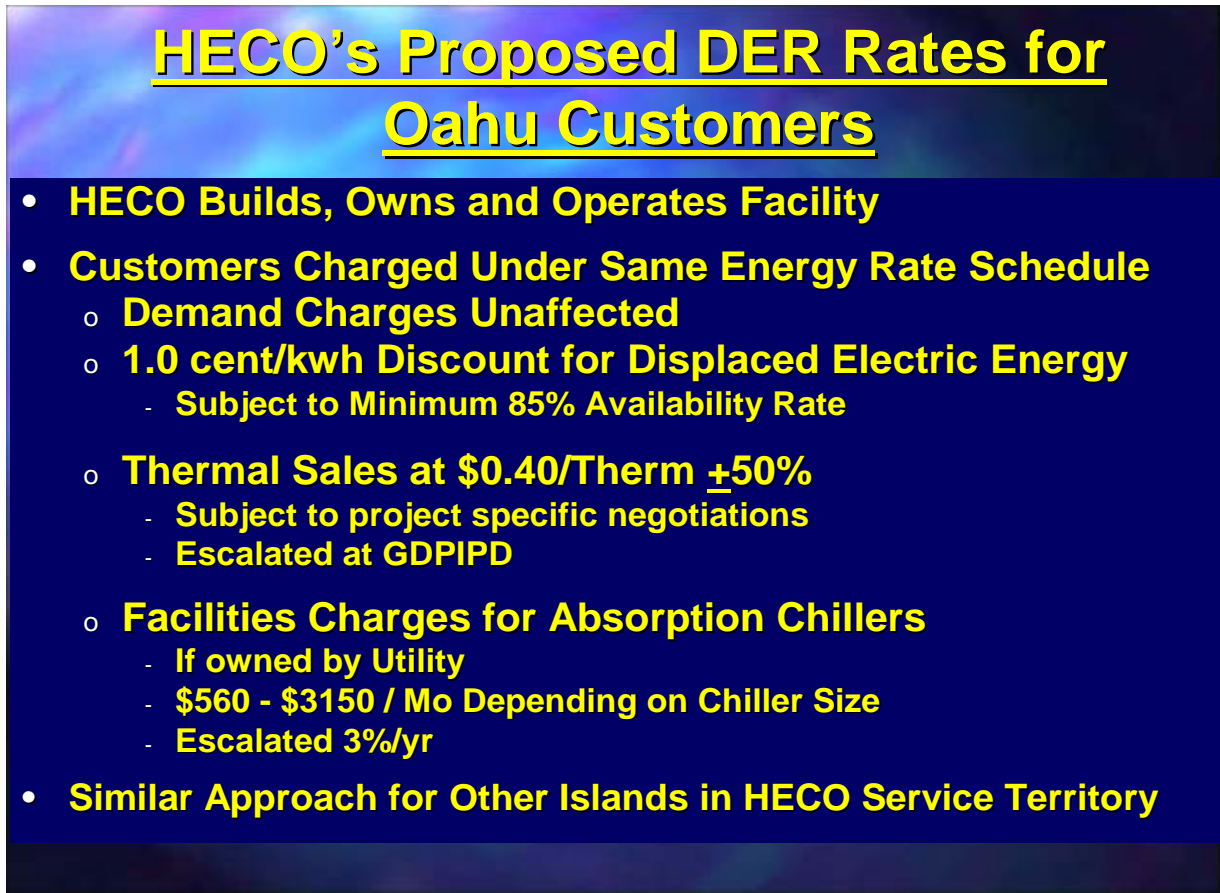 HECO's Proposed DER Rates for
Oahu Customers
• HECO Builds, Owns and Operates Facility
• Customers Charged Under Same Energy Rate Schedule
o Demand Charges Unaffected
o 1.0 cent/kwh Discount for Displaced Electric Energy
- Subject to Minimum 85% Availability Rate
o Thermal Sales at $0.40/Therm ±50%
- Subject to project specific negotiations
- Escalated at GDPIPD
o Facilities Charges for Absorption Chillers
- If owned by Utility
- $560 - $3150 / Mo Depending on Chiller Size
- Escalated 3%/yr
• Similar Approach for Other Islands in HECO Service Territory